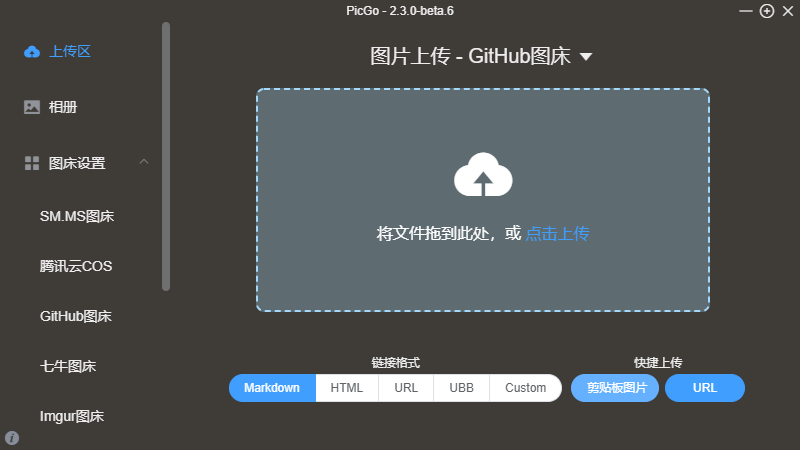 PicGo - 2.3.0-beta.6
上传区
相册
图床设置
SM.MS图床
腾讯云COS
GitHub图床
七牛图床
Imgur图床
图片上传 - GitHub图床
将文件拖到此处，或 点击上传
链接格式
Markdown HTML URL UBB Custom
快捷上传
剪贴板图片 URL